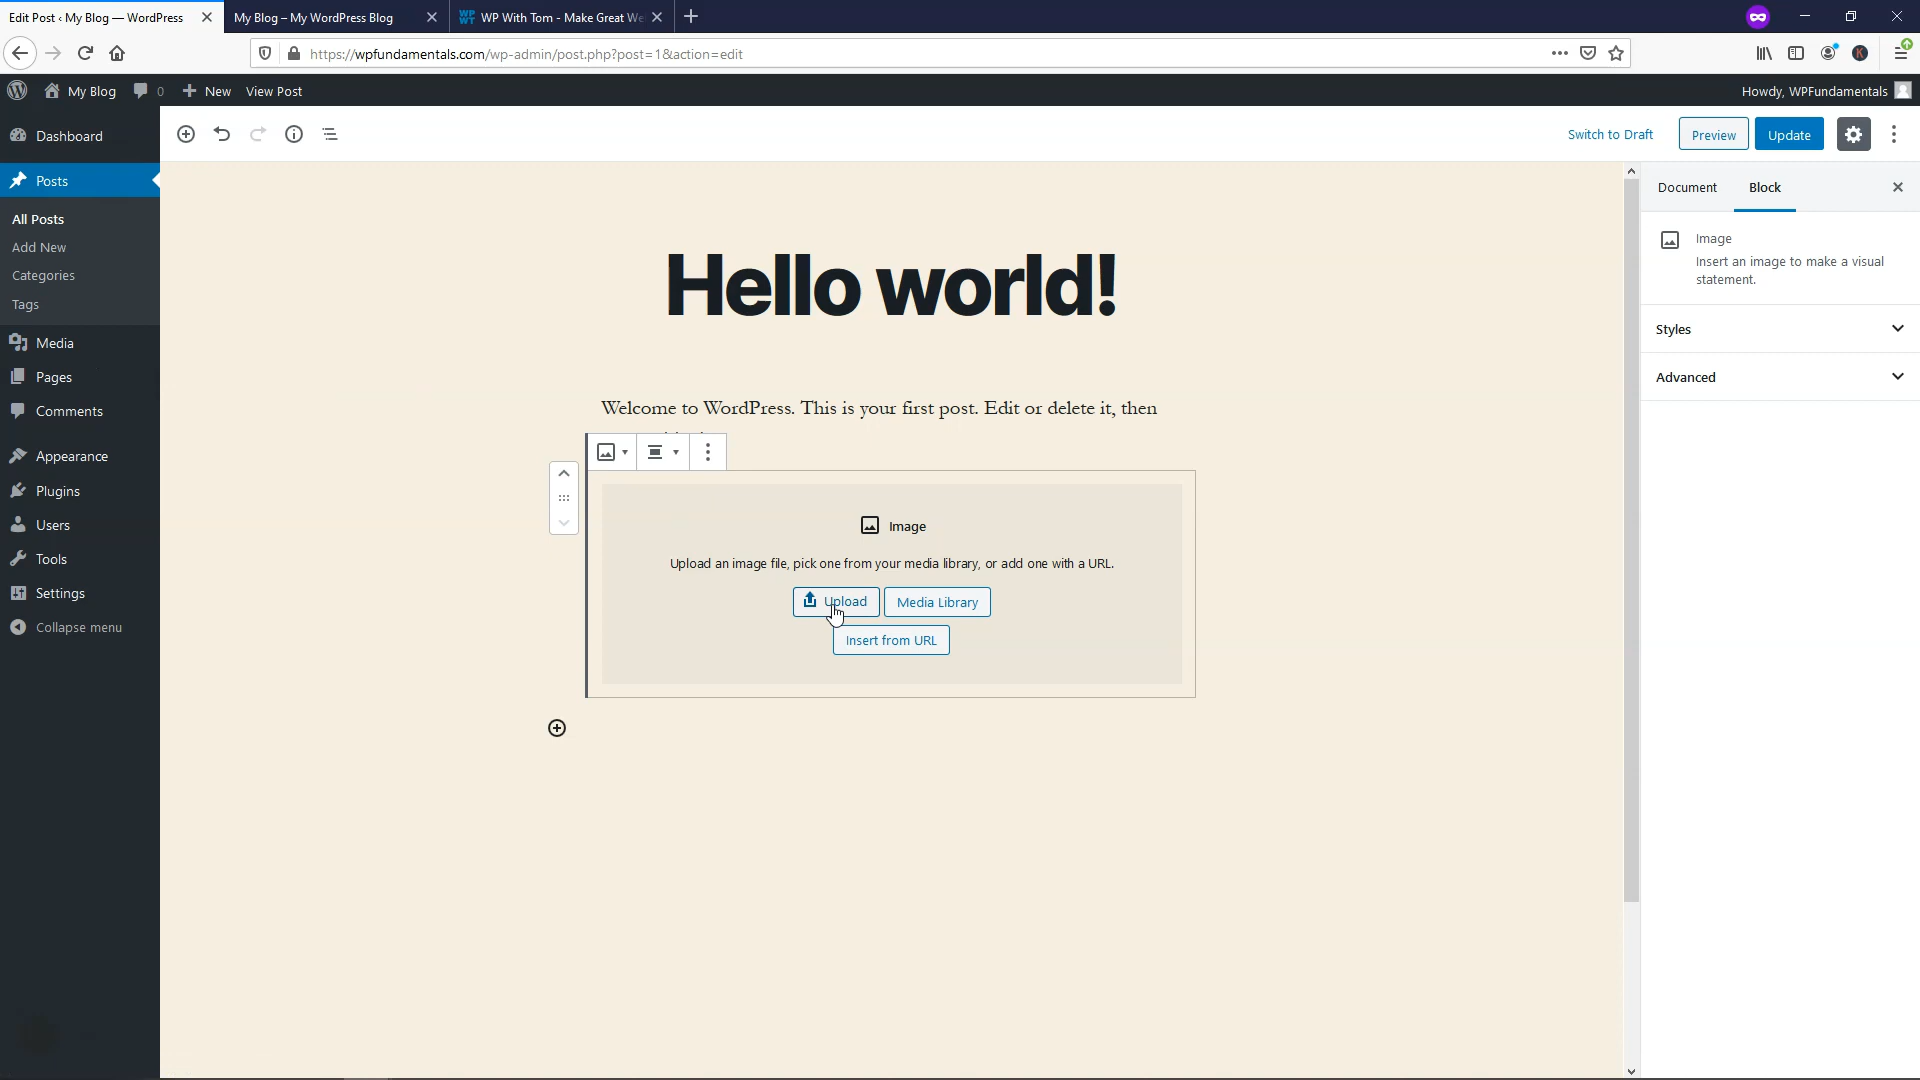 Edit Post ‹ My Blog — WordPress
My Blog – My WordPress Blog
WP With Tom - Make Great We
https://wpfundamentals.com/wp-admin/post.php?post=1&action=edit
My Blog
0
New
View Post
Howdy, WPFundamentals
Dashboard
Posts
All Posts
Add New
Categories
Tags
Media
Pages
Comments
Appearance
Plugins
Users
Tools
Settings
Collapse menu
Switch to Draft
Preview
Update
Hello world!
Welcome to WordPress. This is your first post. Edit or delete it, then
Image
Upload an image file, pick one from your media library, or add one with a URL.
Upload
Media Library
Insert from URL
Document
Block
Image
Insert an image to make a visual
statement.
Styles
Advanced